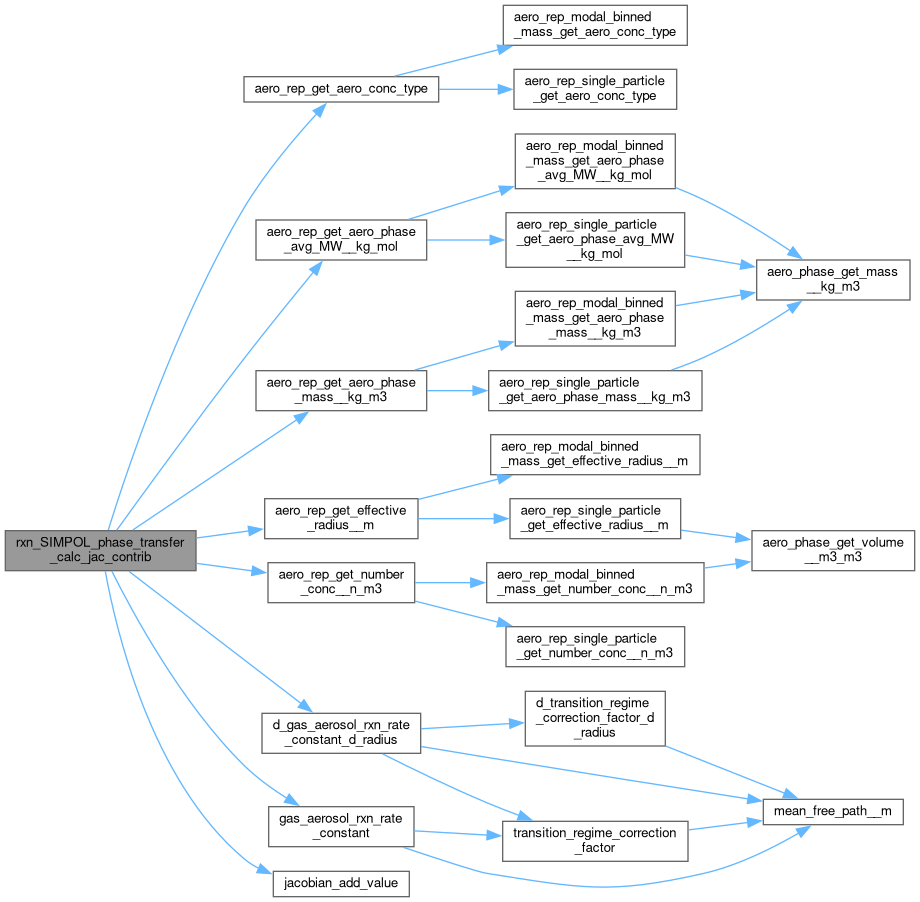 aero_rep_modal_binned
_mass_get_aero_conc_type
aero_rep_get_aero_conc_type
aero_rep_single_particle
_get_aero_conc_type
aero_rep_modal_binned
_mass_get_aero_phase
_avg_MW__kg_mol
aero_rep_get_aero_phase
_avg_MW__kg_mol
aero_rep_single_particle
_get_aero_phase_avg_MW
__kg_mol
aero_phase_get_mass
__kg_m3
aero_rep_modal_binned
_mass_get_aero_phase
_mass__kg_m3
aero_rep_get_aero_phase
_mass__kg_m3
aero_rep_single_particle
_get_aero_phase_mass__kg_m3
aero_rep_modal_binned
_mass_get_effective_radius__m
aero_rep_get_effective
_radius__m
aero_rep_single_particle
_get_effective_radius__m
rxn_SIMPOL_phase_transfer
_calc_jac_contrib
aero_phase_get_volume
__m3_m3
aero_rep_get_number
_conc__n_m3
aero_rep_modal_binned
_mass_get_number_conc__n_m3
aero_rep_single_particle
_get_number_conc__n_m3
d_transition_regime
_correction_factor_d
_radius
d_gas_aerosol_rxn_rate
_constant_d_radius
mean_free_path__m
gas_aerosol_rxn_rate
_constant
transition_regime_correction
_factor
jacobian_add_value